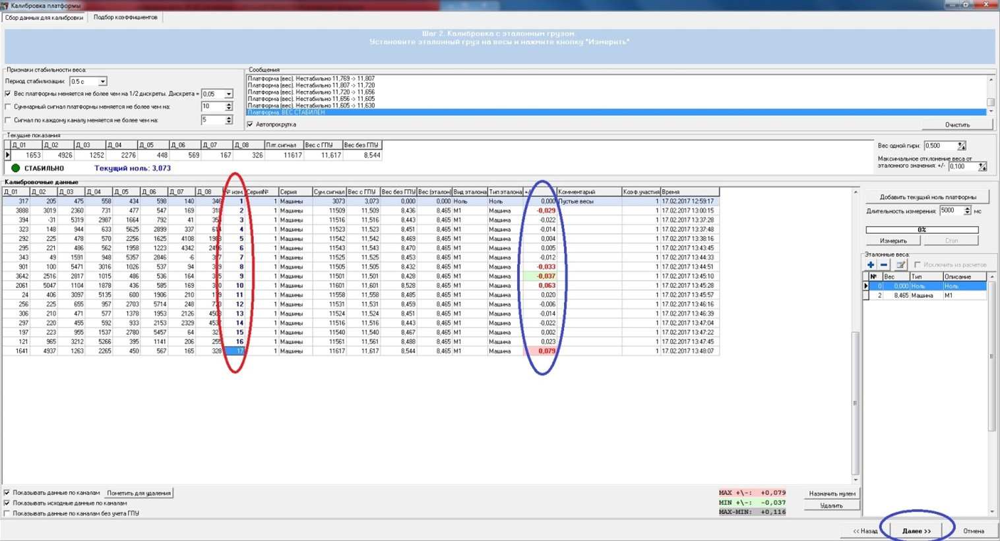 Калибровка платформы
Сбор данных для калибровки Подбор коэффициентов
Шаг 2. Калибровка с эталонным грузом.
Установите эталонный груз на весы и нажмите кнопку "Измерить"
Признаки стабильности веса:
Период стабилизации: 0.5 с
Вес платформы меняется не более чем на 1/2 дискреты. Дискрета = 0,05
Суммарный сигнал платформы меняется не более чем на: 10
Сигнал по каждому каналу меняется не более чем на: 5
Сообщения
Платформа (вес). Нестабильно 11,769 -> 11,807
Платформа (вес). Нестабильно 11,807 -> 11,720
Платформа (вес). Нестабильно 11,720 -> 11,656
Платформа (вес). Нестабильно 11,656 -> 11,605
Платформа (вес). Нестабильно 11,605 -> 11,630
Платформа. ВЕС СТАБИЛЕН
Автопрокрутка
Очистить
Текущие показания
Д_01 Д_02 Д_03 Д_04 Д_05 Д_06 Д_07 Д_08 Плт.сигнал Вес с ГПУ Вес без ГПУ
1653 4926 1252 2276 448 569 167 326 11617 11,617 8,544
СТАБИЛЬНО Текущий ноль: 3,073
Вес одной гири: 0,500
Максимальное отклонение веса от
эталонного значения: +/- 0,100
Калибровочные данные
Д_01 Д_02 Д_03 Д_04 Д_05 Д_06 Д_07 Д_08 № изм. Серия№ Серия Сум.сигнал Вес с ГПУ Вес без ГПУ Вес (эталон) Вид эталона Тип эталона +/ Комментарий Коэф.участия Время
317 205 475 558 434 598 140 346 1 1 Машины 3073 3,073 0,000 0,000 Ноль Ноль 0,000 Пустые весы 1 17.02.2017 12:59:17
3888 3019 2360 731 477 547 169 318 2 1 Машины 11509 11,509 8,436 8,465 М1 Машина -0,029 1 17.02.2017 13:00:15
394 -31 5319 2987 1664 792 41 3 1 Машины 11516 11,516 8,443 8,465 М1 Машина -0,022 1 17.02.2017 13:37:28
323 148 944 633 5625 2899 337 4 1 Машины 11523 11,523 8,451 8,465 М1 Машина -0,014 1 17.02.2017 13:37:48
292 225 478 570 2256 1625 4108 5 1 Машины 11542 11,542 8,469 8,465 М1 Машина 0,004 1 17.02.2017 13:38:16
295 221 486 562 1958 1223 4342 6 1 Машины 11543 11,543 8,470 8,465 М1 Машина 0,005 1 17.02.2017 13:43:45
343 49 1591 948 5357 2846 -6 7 1 Машины 11525 11,525 8,453 8,465 М1 Машина -0,012 1 17.02.2017 13:44:33
901 100 5471 3016 1026 537 94 8 1 Машины 11505 11,505 8,432 8,465 М1 Машина -0,033 1 17.02.2017 13:44:51
3642 2516 2817 1015 486 536 164 9 1 Машины 11501 11,501 8,428 8,465 М1 Машина -0,037 1 17.02.2017 13:45:10
2061 5047 1104 1878 436 585 169 10 1 Машины 11601 11,601 8,528 8,465 М1 Машина 0,063 1 17.02.2017 13:45:28
24 406 3097 5135 600 1906 210 11 1 Машины 11558 11,558 8,485 8,465 М1 Машина 0,020 1 17.02.2017 13:45:57
256 225 655 957 2703 5714 248 12 1 Машины 11531 11,531 8,459 8,465 М1 Машина -0,006 1 17.02.2017 13:46:16
306 210 471 577 1378 1953 2126 13 1 Машины 11524 11,524 8,451 8,465 М1 Машина -0,014 1 17.02.2017 13:46:39
297 220 455 592 933 2153 2329 14 1 Машины 11516 11,516 8,443 8,465 М1 Машина -0,022 1 17.02.2017 13:47:04
197 223 955 1537 2780 5457 64 15 1 Машины 11540 11,540 8,467 8,465 М1 Машина 0,002 1 17.02.2017 13:47:22
121 965 3212 5266 395 1141 206 16 1 Машины 11561 11,561 8,488 8,465 М1 Машина 0,023 1 17.02.2017 13:47:45
1641 4937 1263 2265 450 567 165 328 17 1 Машины 11617 11,617 8,544 8,465 М1 Машина 0,079 1 17.02.2017 13:48:07
Добавить текущий ноль платформы
Длительность измерения: 5000 мс
0%
Измерить Стоп
Эталонные веса:
Исключить из расчетов
№ Вес Тип Описание
0 0,000 Ноль Ноль
2 8,465 Машина М1
Показывать данные по каналам Пометить для удаления
Показывать исходные данные по каналам
Показывать данные по каналам без учета ГПУ
MAX +\-: +0,079
MIN +\-: -0,037
MAX-MIN: +0,116
Назначить нулем
Удалить
<< Назад Далее >> Отмена